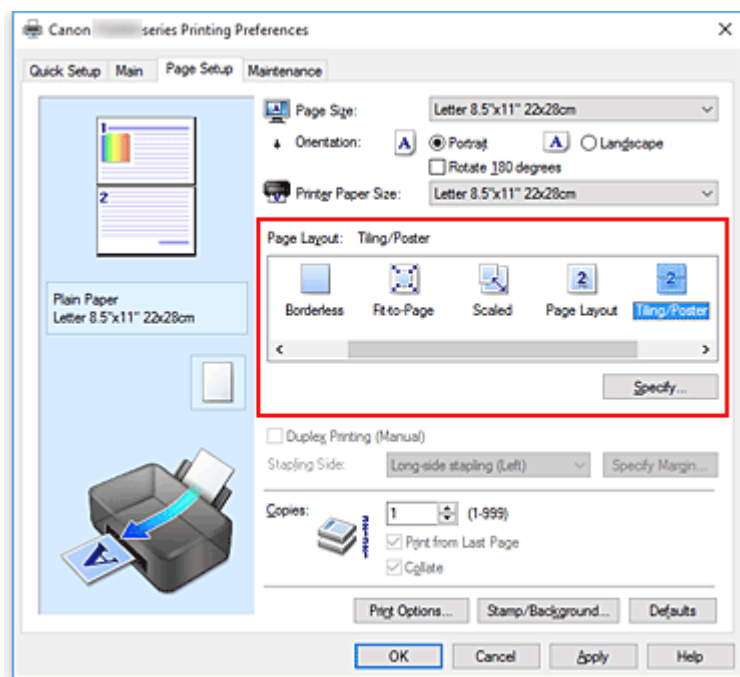 Canon series Printing Preferences
Quick Setup Main Page Setup Maintenance
1
2
Plain Paper
Letter 8.5"x11" 22x28cm
A
Page Size: Letter 8.5"x11" 22x28cm
Orientation: A Portrait A Landscape
Rotate 180 degrees
Printer Paper Size: Letter 8.5"x11" 22x28cm
Page Layout: Tiling/Poster
2 2
Borderless Fit-to-Page Scaled Page Layout Tiling/Poster
Specify...
Duplex Printing (Manual)
Stapling Side: Long-side stapling (Left) Specify Margin...
Copies: 1 (1-999)
Print from Last Page
Collate
Print Options... Stamp/Background... Defaults
OK Cancel Apply Help